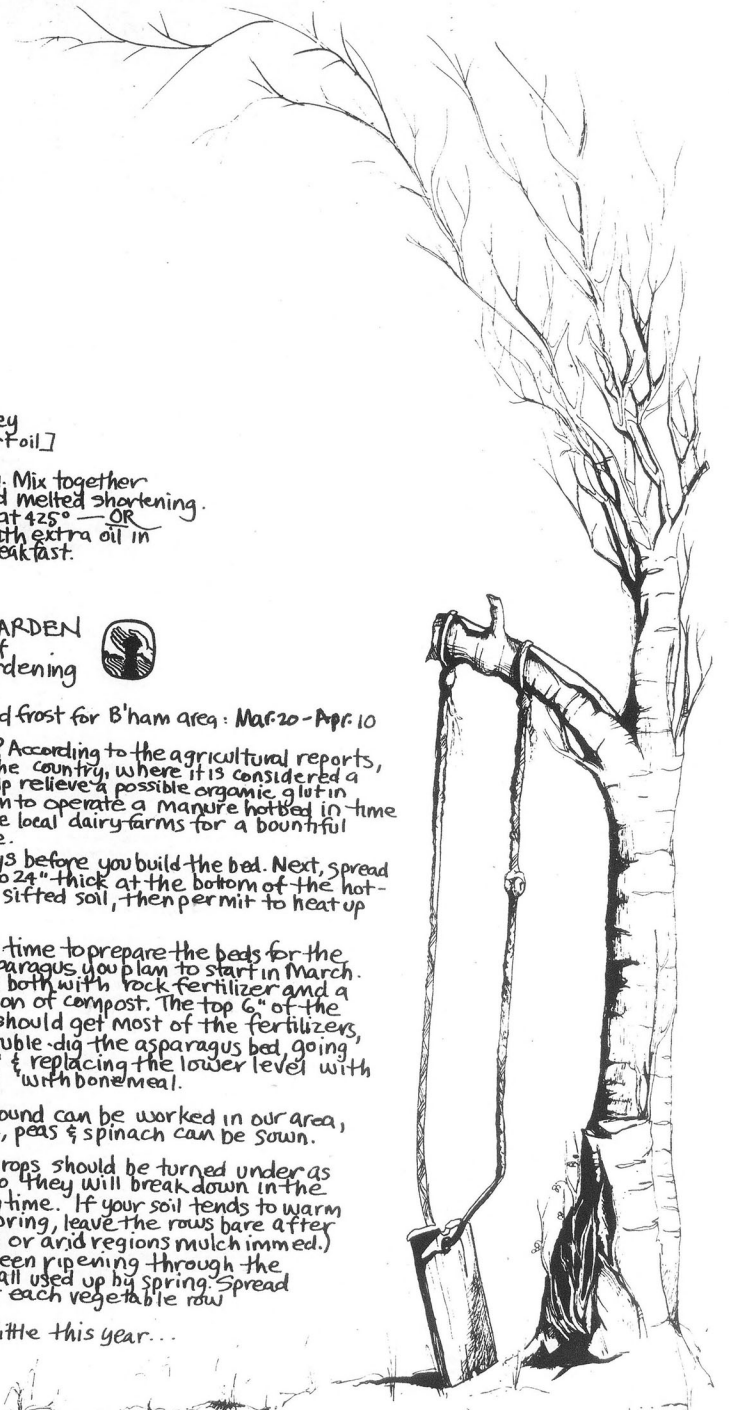 ey
Foil]
. Mix together
d melted shortening.
at 425° — OR
th extra oil in
eakfast.
ARDEN
f
rdening
d frost for B'ham area: Mar. 20 - Apr. 10
? According to the agricultural reports,
he country, where it is considered a
p relieve a possible organic glut in
n to operate a manure hotbed in time
e local dairy farms for a bountiful
e.
ys before you build the bed. Next, spread
o 24" thick at the bottom of the hot-
sifted soil, then permit to heat up
time to prepare the beds for the
paragus you plan to start in March.
both with rock fertilizer and a
on of compost. The top 6" of the
should get most of the fertilizers,
uble-dig the asparagus bed, going
" & replacing the lower level with
with bonemeal.
ound can be worked in our area,
, peas & spinach can be sown.
rops should be turned under as
o they will break down in the
time. If your soil tends to warm
pring, leave the rows bare after
or arid regions mulch immed.)
een ripening through the
all used up by spring. Spread
each vegetable row
ittle this year...